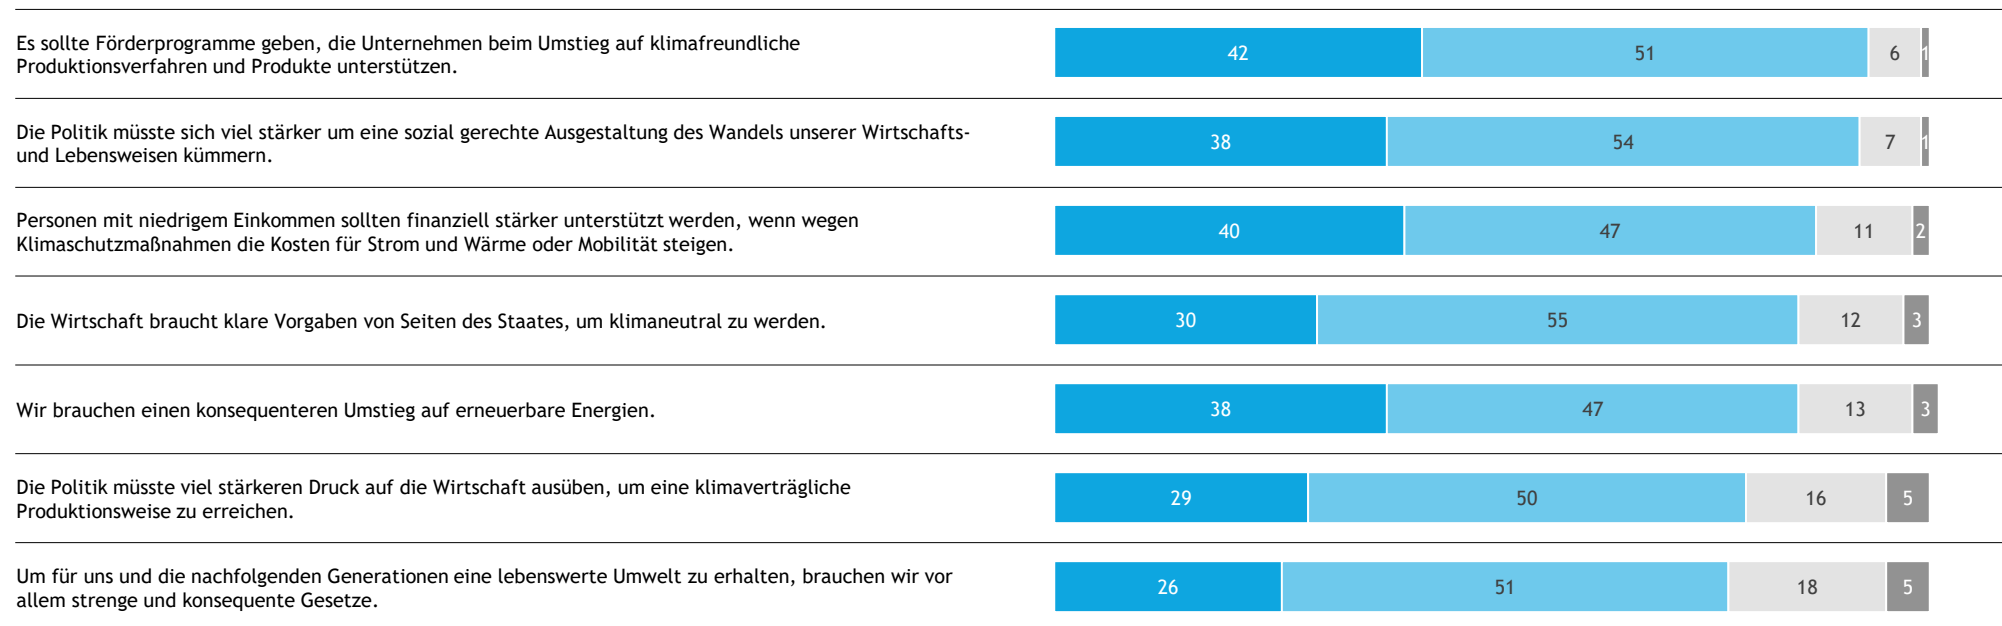 Es sollte Förderprogramme geben, die Unternehmen beim Umstieg auf klimafreundliche
Produktionsverfahren und Produkte unterstützen.
42 51 6 1
Die Politik müsste sich viel stärker um eine sozial gerechte Ausgestaltung des Wandels unserer Wirtschafts-
und Lebensweisen kümmern.
38 54 7 1
Personen mit niedrigem Einkommen sollten finanziell stärker unterstützt werden, wenn wegen
Klimaschutzmaßnahmen die Kosten für Strom und Wärme oder Mobilität steigen.
40 47 11 2
Die Wirtschaft braucht klare Vorgaben von Seiten des Staates, um klimaneutral zu werden.
30 55 12 3
Wir brauchen einen konsequenteren Umstieg auf erneuerbare Energien.
38 47 13 3
Die Politik müsste viel stärkeren Druck auf die Wirtschaft ausüben, um eine klimaverträgliche
Produktionsweise zu erreichen.
29 50 16 5
Um für uns und die nachfolgenden Generationen eine lebenswerte Umwelt zu erhalten, brauchen wir vor
allem strenge und konsequente Gesetze.
26 51 18 5